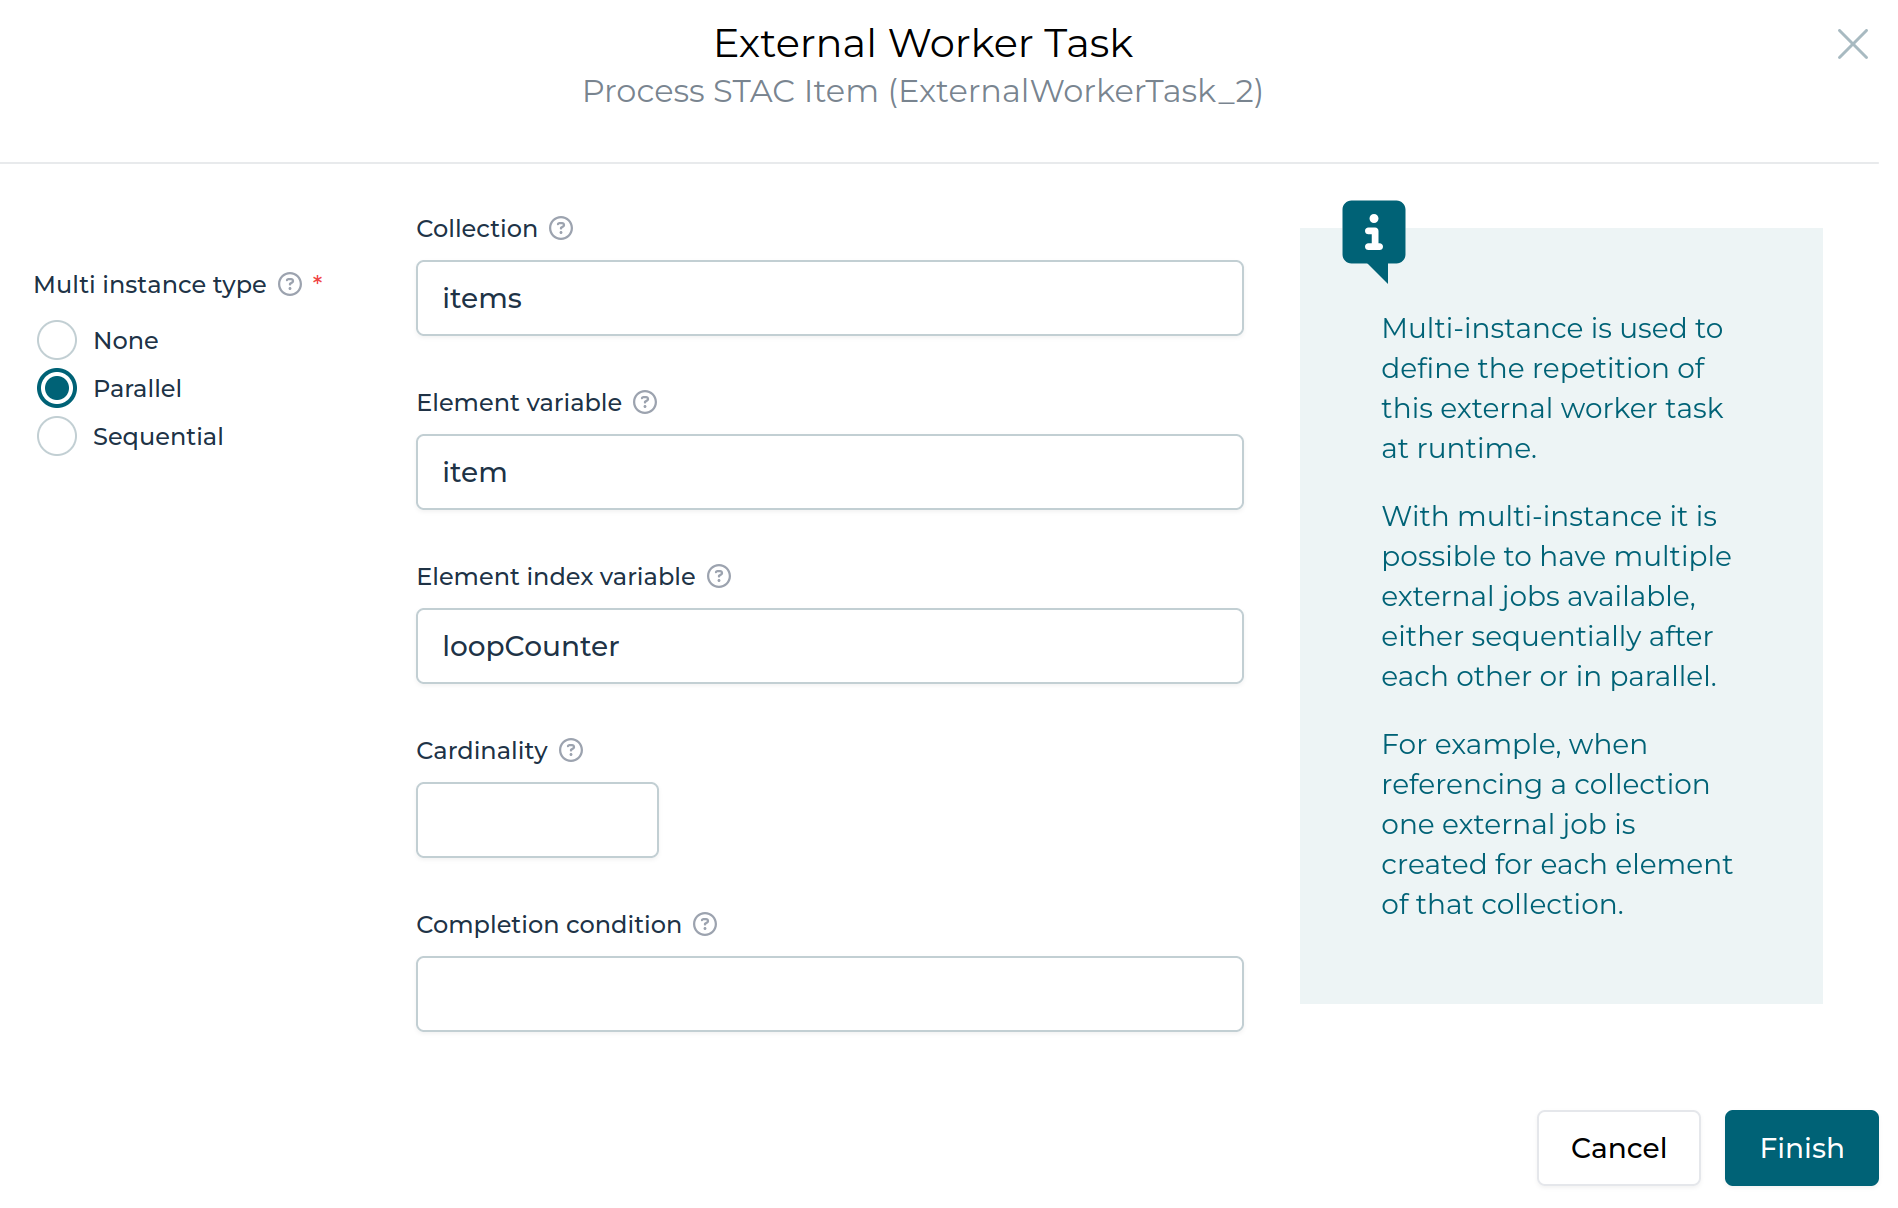 External Worker Task
Process STAC Item (ExternalWorkerTask_2)
Multi instance type ? *
None
Parallel
Sequential
Collection ?
items
Element variable ?
item
Element index variable ?
loopCounter
Cardinality ?
Completion condition ?
i
Multi-instance is used to
define the repetition of
this external worker task
at runtime.
With multi-instance it is
possible to have multiple
external jobs available,
either sequentially after
each other or in parallel.
For example, when
referencing a collection
one external job is
created for each element
of that collection.
Cancel
Finish